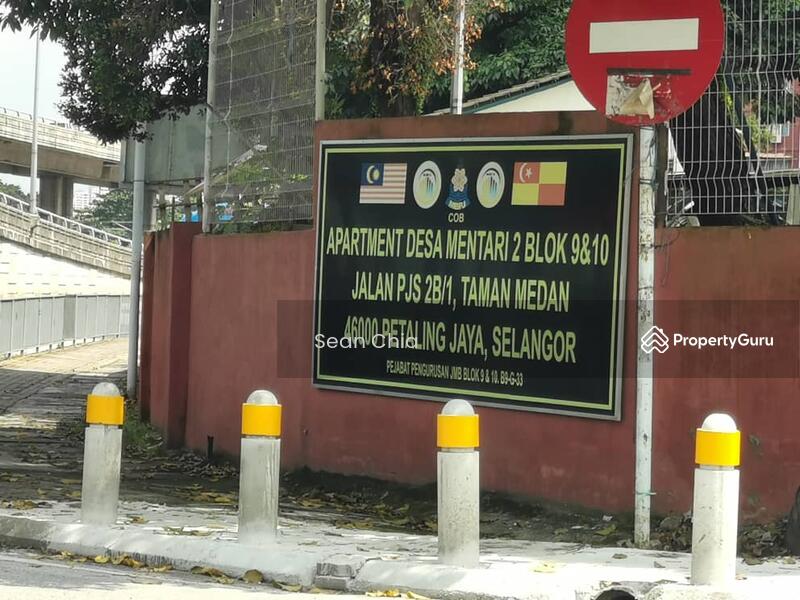 COB
APARTMENT DESA MENTARI 2 BLOK 9&10
JALAN PJS 2B/1, TAMAN MEDAN
46000 PETALING JAYA, SELANGOR
PEJABAT PENGURUSAN JMB BLOK 9 & 10. B9-G-33
Sean Chia
PropertyGuru